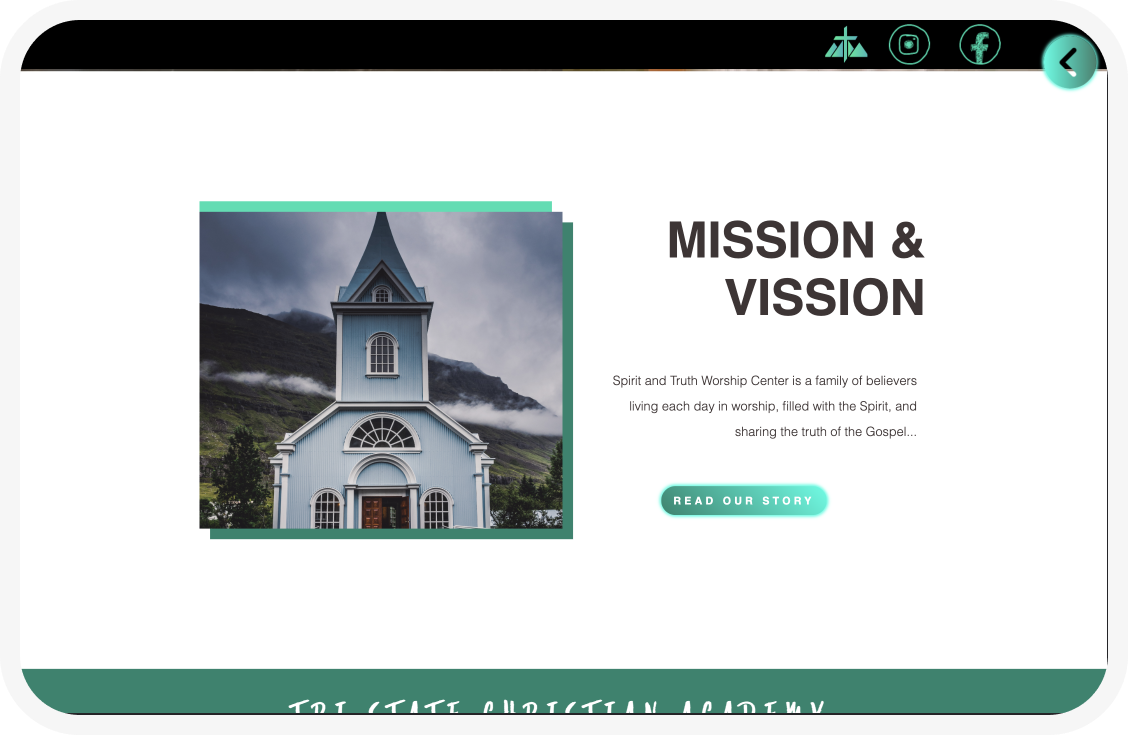 MISSION &
VISSION
Spirit and Truth Worship Center is a family of believers
living each day in worship, filled with the Spirit, and
sharing the truth of the Gospel...
READ OUR STORY
TRI STATE CHRISTIAN ACADEMY